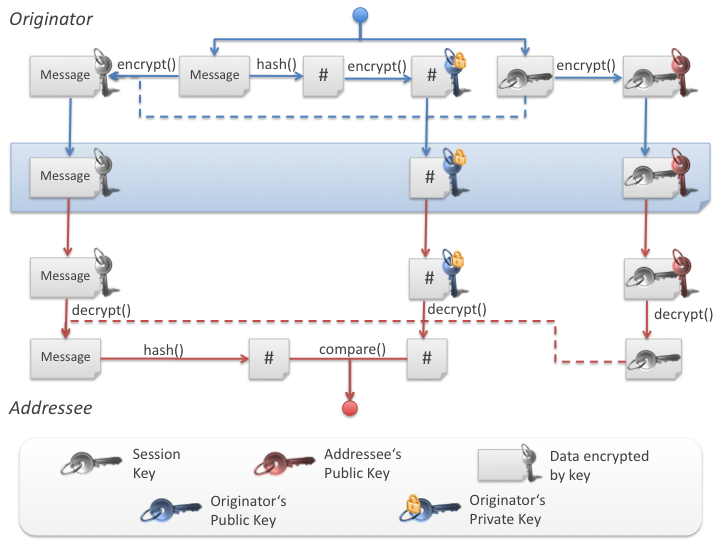 Originator
Message
encrypt()
Message
hash()
#
encrypt()
#
encrypt()
Message
#
Message
#
decrypt()
decrypt()
decrypt()
Message
hash()
#
compare()
#
Addressee
Session
Key
Addressee‘s
Public Key
Data encrypted
by key
Originator‘s
Public Key
Originator‘s
Private Key